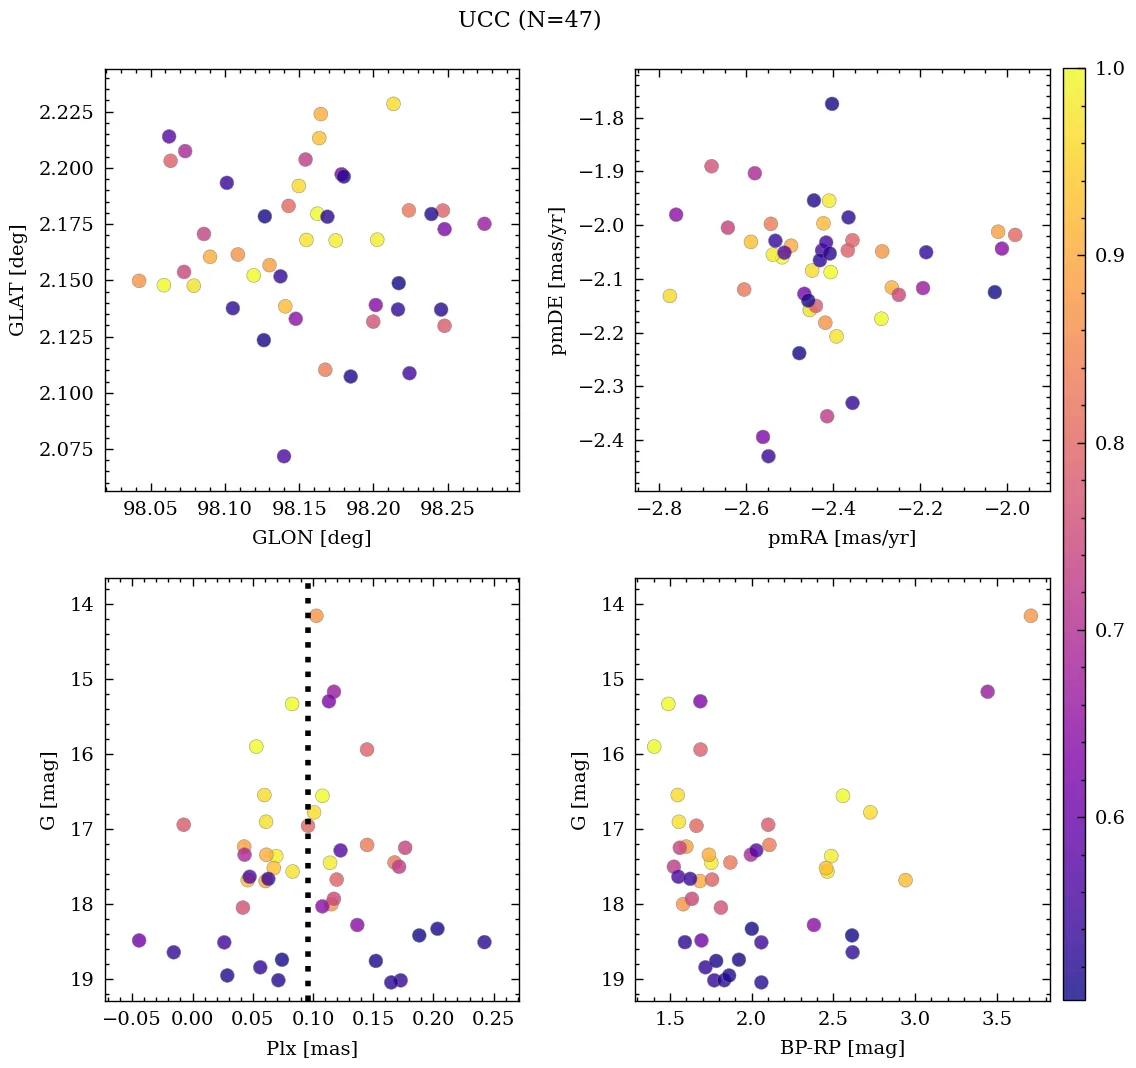 UCC (N=47)
2.225
2.200
2.175
2.150
2.125
2.100
2.075
GLAT [deg]
98.05 98.10 98.15 98.20 98.25
GLON [deg]
−1.8
−1.9
−2.0
−2.1
−2.2
−2.3
−2.4
pmDE [mas/yr]
−2.8 −2.6 −2.4 −2.2 −2.0
pmRA [mas/yr]
14
15
16
17
18
19
G [mag]
−0.05 0.00 0.05 0.10 0.15 0.20 0.25
Plx [mas]
14
15
16
17
18
19
G [mag]
1.5 2.0 2.5 3.0 3.5
BP-RP [mag]
1.0
0.9
0.8
0.7
0.6